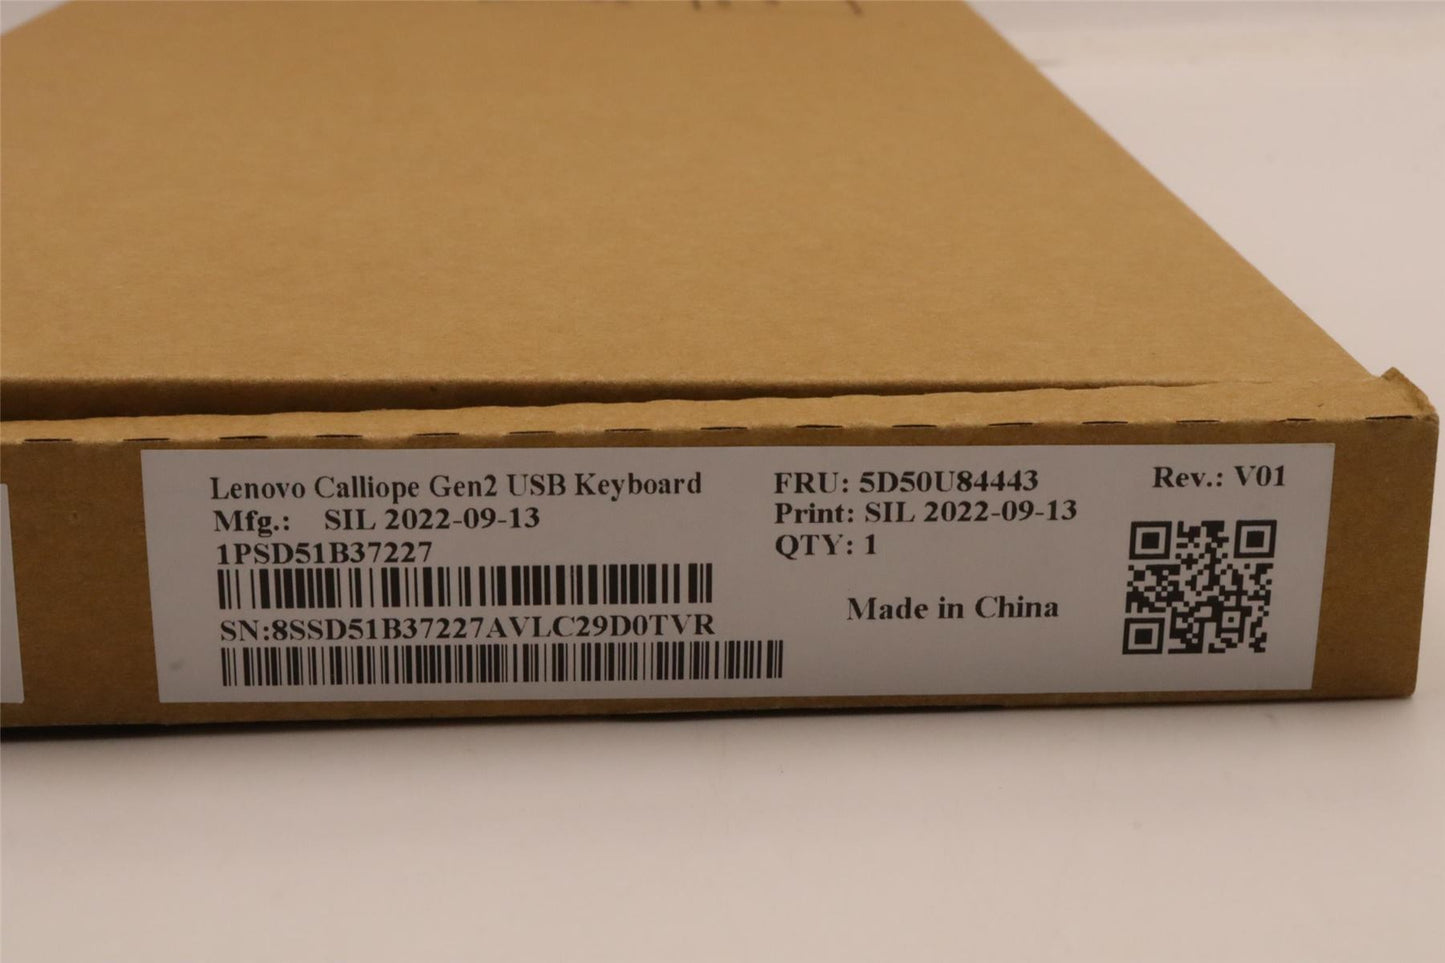 Lenovo Calliope Gen2 USB Keyboard
Mfg.: SIL 2022-09-13
1PSD51B37227
SN:8SSD51B37227AVLC29D0TVR
FRU: 5D50U84443
Print: SIL 2022-09-13
QTY: 1
Made in China
Rev.: V01